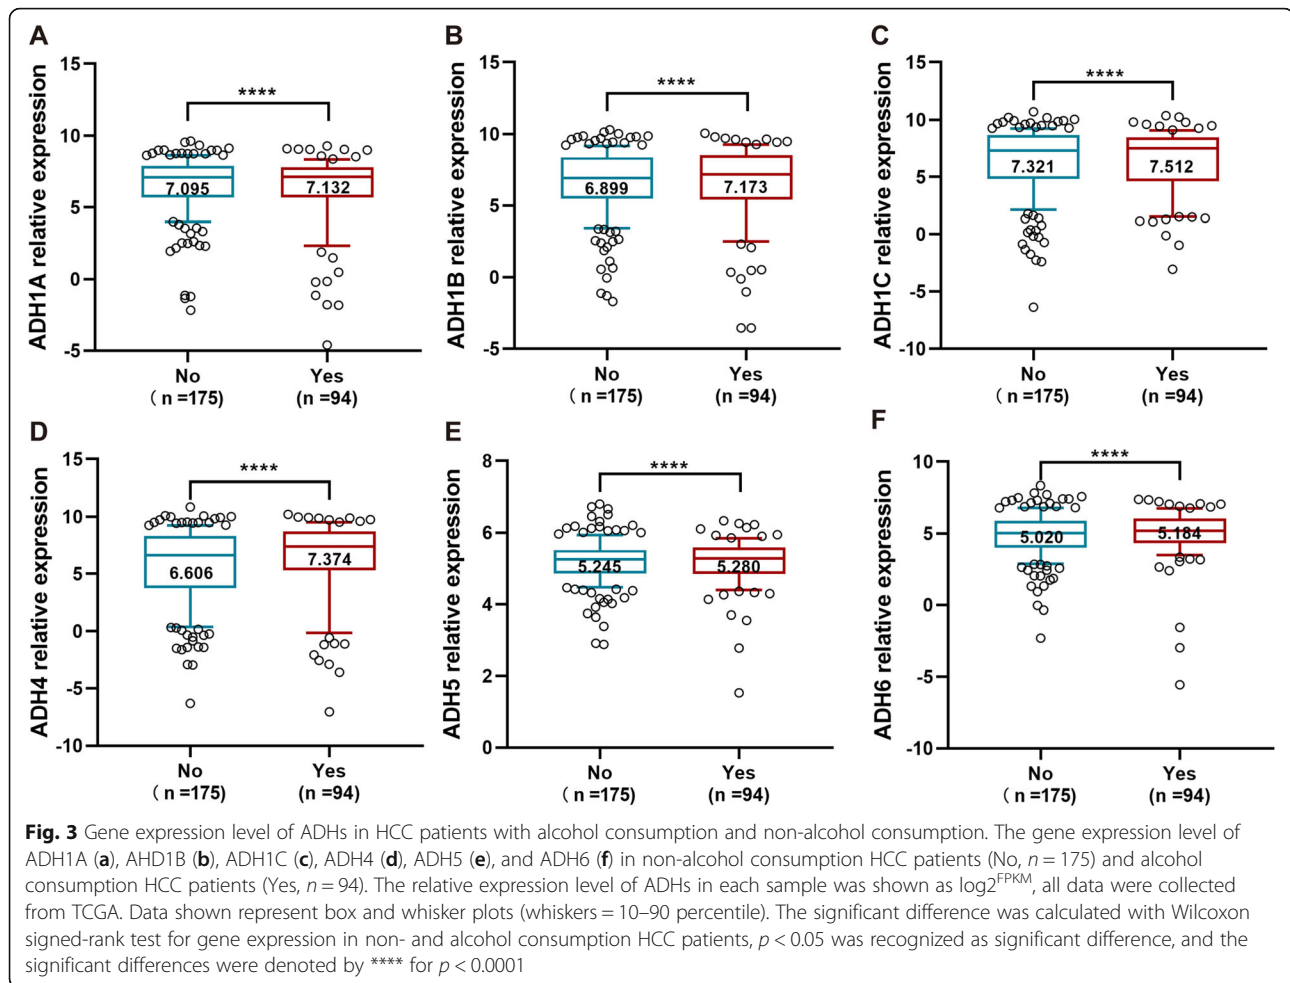 A
ADH1A relative expression
15
10
5
0
-5
****
7.095
7.132
No
(n =175)
Yes
(n =94)
B
ADH1B relative expression
15
10
5
0
-5
****
6.899
7.173
No
(n =175)
Yes
(n =94)
C
ADH1C relative expression
15
10
5
0
-5
-10
****
7.321
7.512
No
(n =175)
Yes
(n =94)
D
ADH4 relative expression
15
10
5
0
-5
-10
****
6.606
7.374
No
(n =175)
Yes
(n =94)
E
ADH5 relative expression
8
6
4
2
0
****
5.245
5.280
No
(n =175)
Yes
(n =94)
F
ADH6 relative expression
10
5
0
-5
-10
****
5.020
5.184
No
(n =175)
Yes
(n =94)
Fig. 3 Gene expression level of ADHs in HCC patients with alcohol consumption and non-alcohol consumption. The gene expression level of
ADH1A (a), AHD1B (b), ADH1C (c), ADH4 (d), ADH5 (e), and ADH6 (f) in non-alcohol consumption HCC patients (No, n = 175) and alcohol
consumption HCC patients (Yes, n = 94). The relative expression level of ADHs in each sample was shown as log2^FPKM, all data were collected
from TCGA. Data shown represent box and whisker plots (whiskers = 10–90 percentile). The significant difference was calculated with Wilcoxon
signed-rank test for gene expression in non- and alcohol consumption HCC patients, p < 0.05 was recognized as significant difference, and the
significant differences were denoted by **** for p < 0.0001